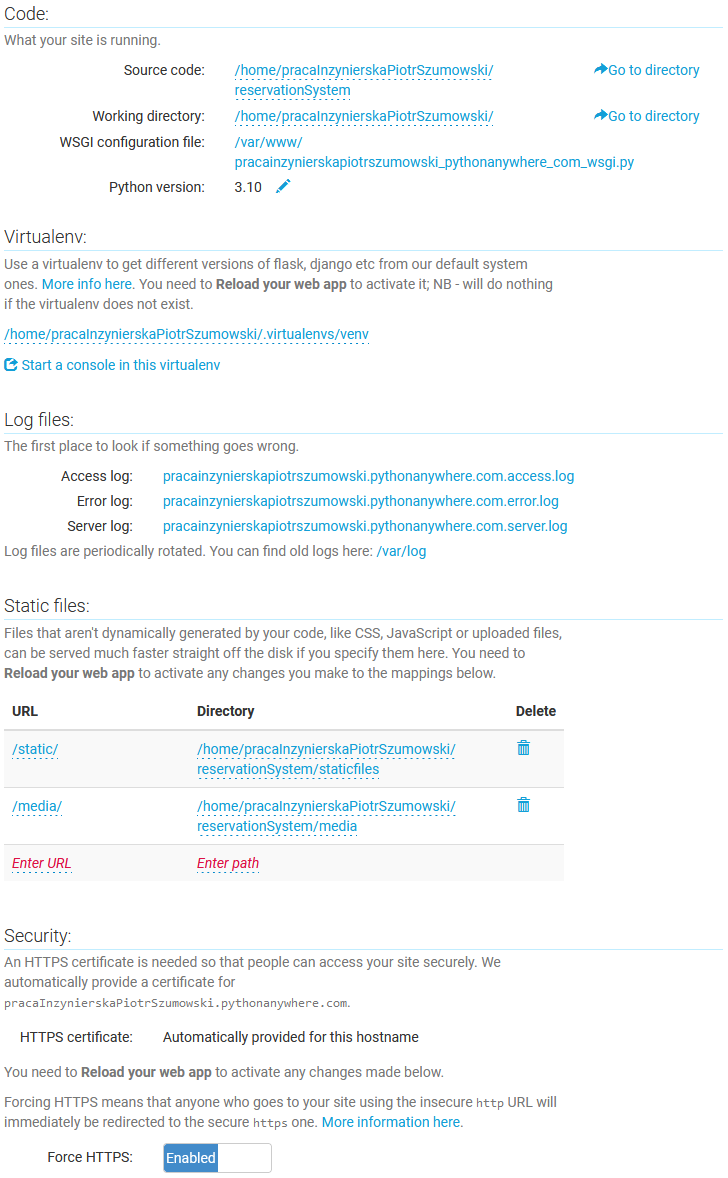 Code:
What your site is running.
Source code:
/home/pracaInzynierskaPiotrSzumowski/
reservationSystem
Go to directory
Working directory:
/home/pracaInzynierskaPiotrSzumowski/
Go to directory
WSGI configuration file:
/var/www/
pracainzynierskapiotrszumowski_pythonanywhere_com_wsgi.py
Python version:
3.10
Virtualenv:
Use a virtualenv to get different versions of flask, django etc from our default system
ones. More info here. You need to Reload your web app to activate it; NB - will do nothing
if the virtualenv does not exist.
/home/pracaInzynierskaPiotrSzumowski/.virtualenvs/venv
Start a console in this virtualenv
Log files:
The first place to look if something goes wrong.
Access log:
pracainzynierskapiotrszumowski.pythonanywhere.com.access.log
Error log:
pracainzynierskapiotrszumowski.pythonanywhere.com.error.log
Server log:
pracainzynierskapiotrszumowski.pythonanywhere.com.server.log
Log files are periodically rotated. You can find old logs here: /var/log
Static files:
Files that aren't dynamically generated by your code, like CSS, JavaScript or uploaded files,
can be served much faster straight off the disk if you specify them here. You need to
Reload your web app to activate any changes you make to the mappings below.
URL
Directory
Delete
/static/
/home/pracaInzynierskaPiotrSzumowski/
reservationSystem/staticfiles
/media/
/home/pracaInzynierskaPiotrSzumowski/
reservationSystem/media
Enter URL
Enter path
Security:
An HTTPS certificate is needed so that people can access your site securely. We
automatically provide a certificate for
pracaInzynierskaPiotrSzumowski.pythonanywhere.com.
HTTPS certificate:
Automatically provided for this hostname
You need to Reload your web app to activate any changes made below.
Forcing HTTPS means that anyone who goes to your site using the insecure http URL will
immediately be redirected to the secure https one. More information here.
Force HTTPS:
Enabled